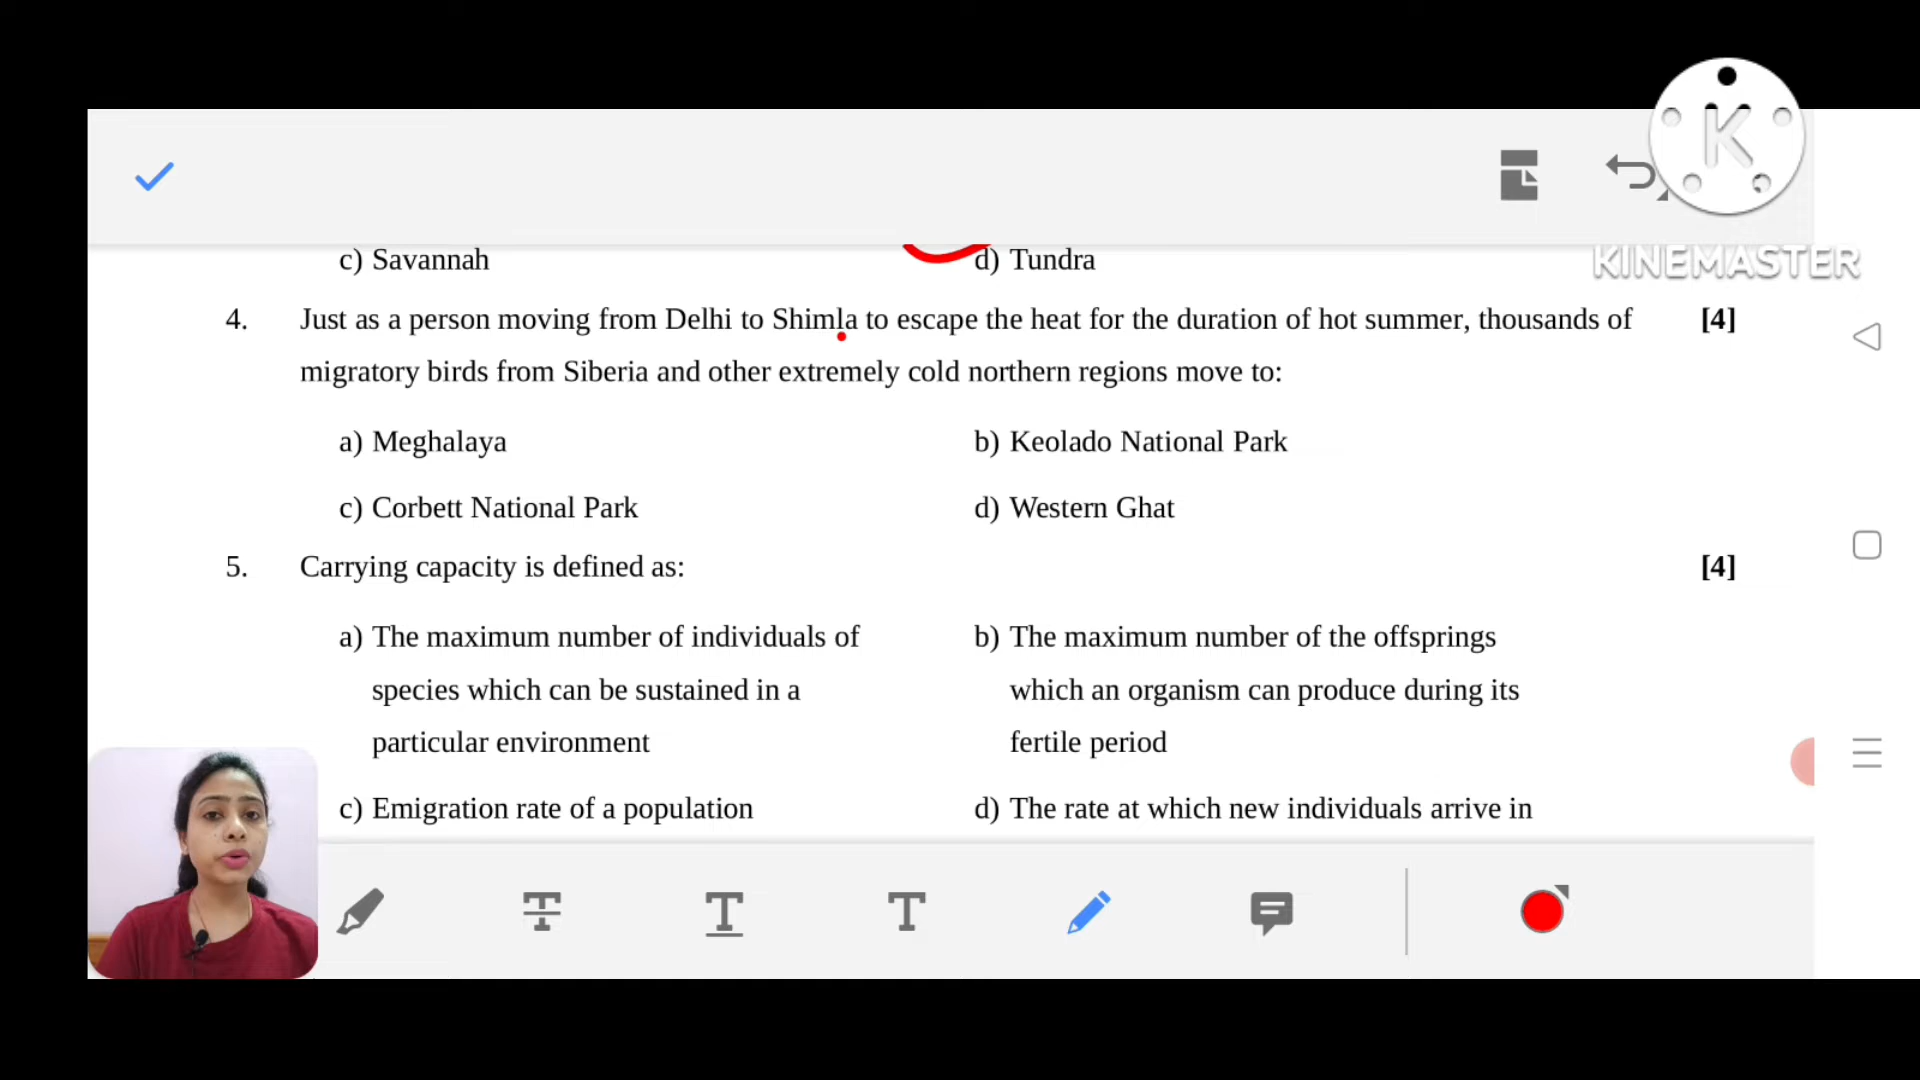 K
KINEMASTER
c) Savannah d) Tundra
4. Just as a person moving from Delhi to Shimla to escape the heat for the duration of hot summer, thousands of [4]
migratory birds from Siberia and other extremely cold northern regions move to:
a) Meghalaya b) Keolado National Park
c) Corbett National Park d) Western Ghat
5. Carrying capacity is defined as: [4]
a) The maximum number of individuals of
species which can be sustained in a
particular environment
b) The maximum number of the offsprings
which an organism can produce during its
fertile period
c) Emigration rate of a population d) The rate at which new individuals arrive in